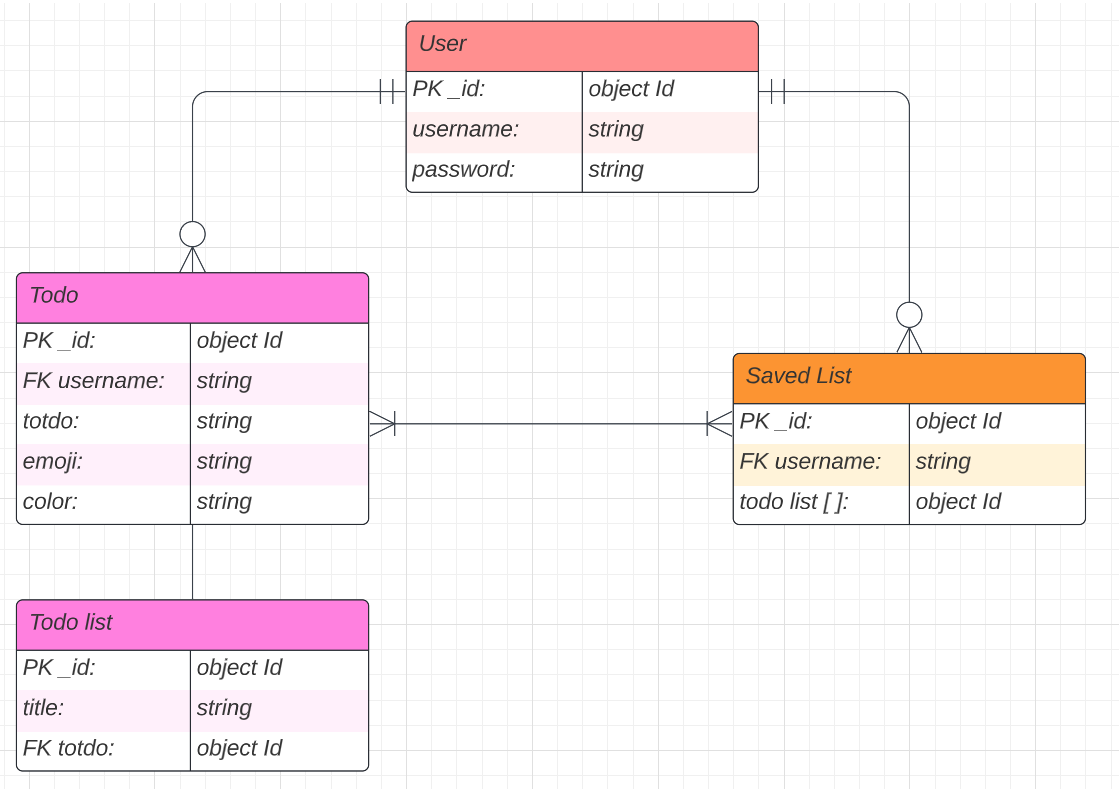 User
PK _id: object Id
username: string
password: string
Todo
PK _id: object Id
FK username: string
totdo: string
emoji: string
color: string
Saved List
PK _id: object Id
FK username: string
todo list [ ]: object Id
Todo list
PK _id: object Id
title: string
FK totdo: object Id